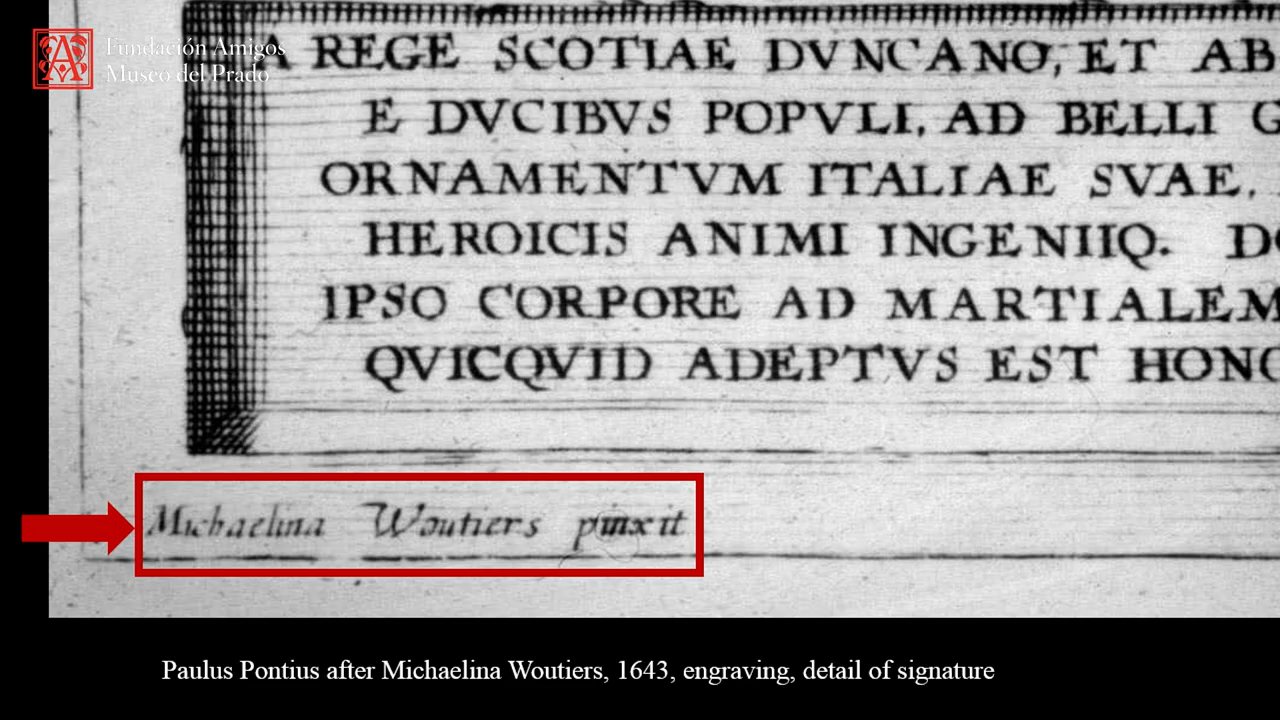 Fundación Amigos
Museo del Prado
A REGE SCOTIAE DVNCANO, ET AB
E DVCIBVS POPVLI, AD BELLI G
ORNAMENTVM ITALIAE SVAE,
HEROICIS ANIMI INGENIIQ. DO
IPSO CORPORE AD MARTIALEM
QVICQVID ADEPTVS EST HONO
Michaelina Woutiers pinxit
Paulus Pontius after Michaelina Woutiers, 1643, engraving, detail of signature